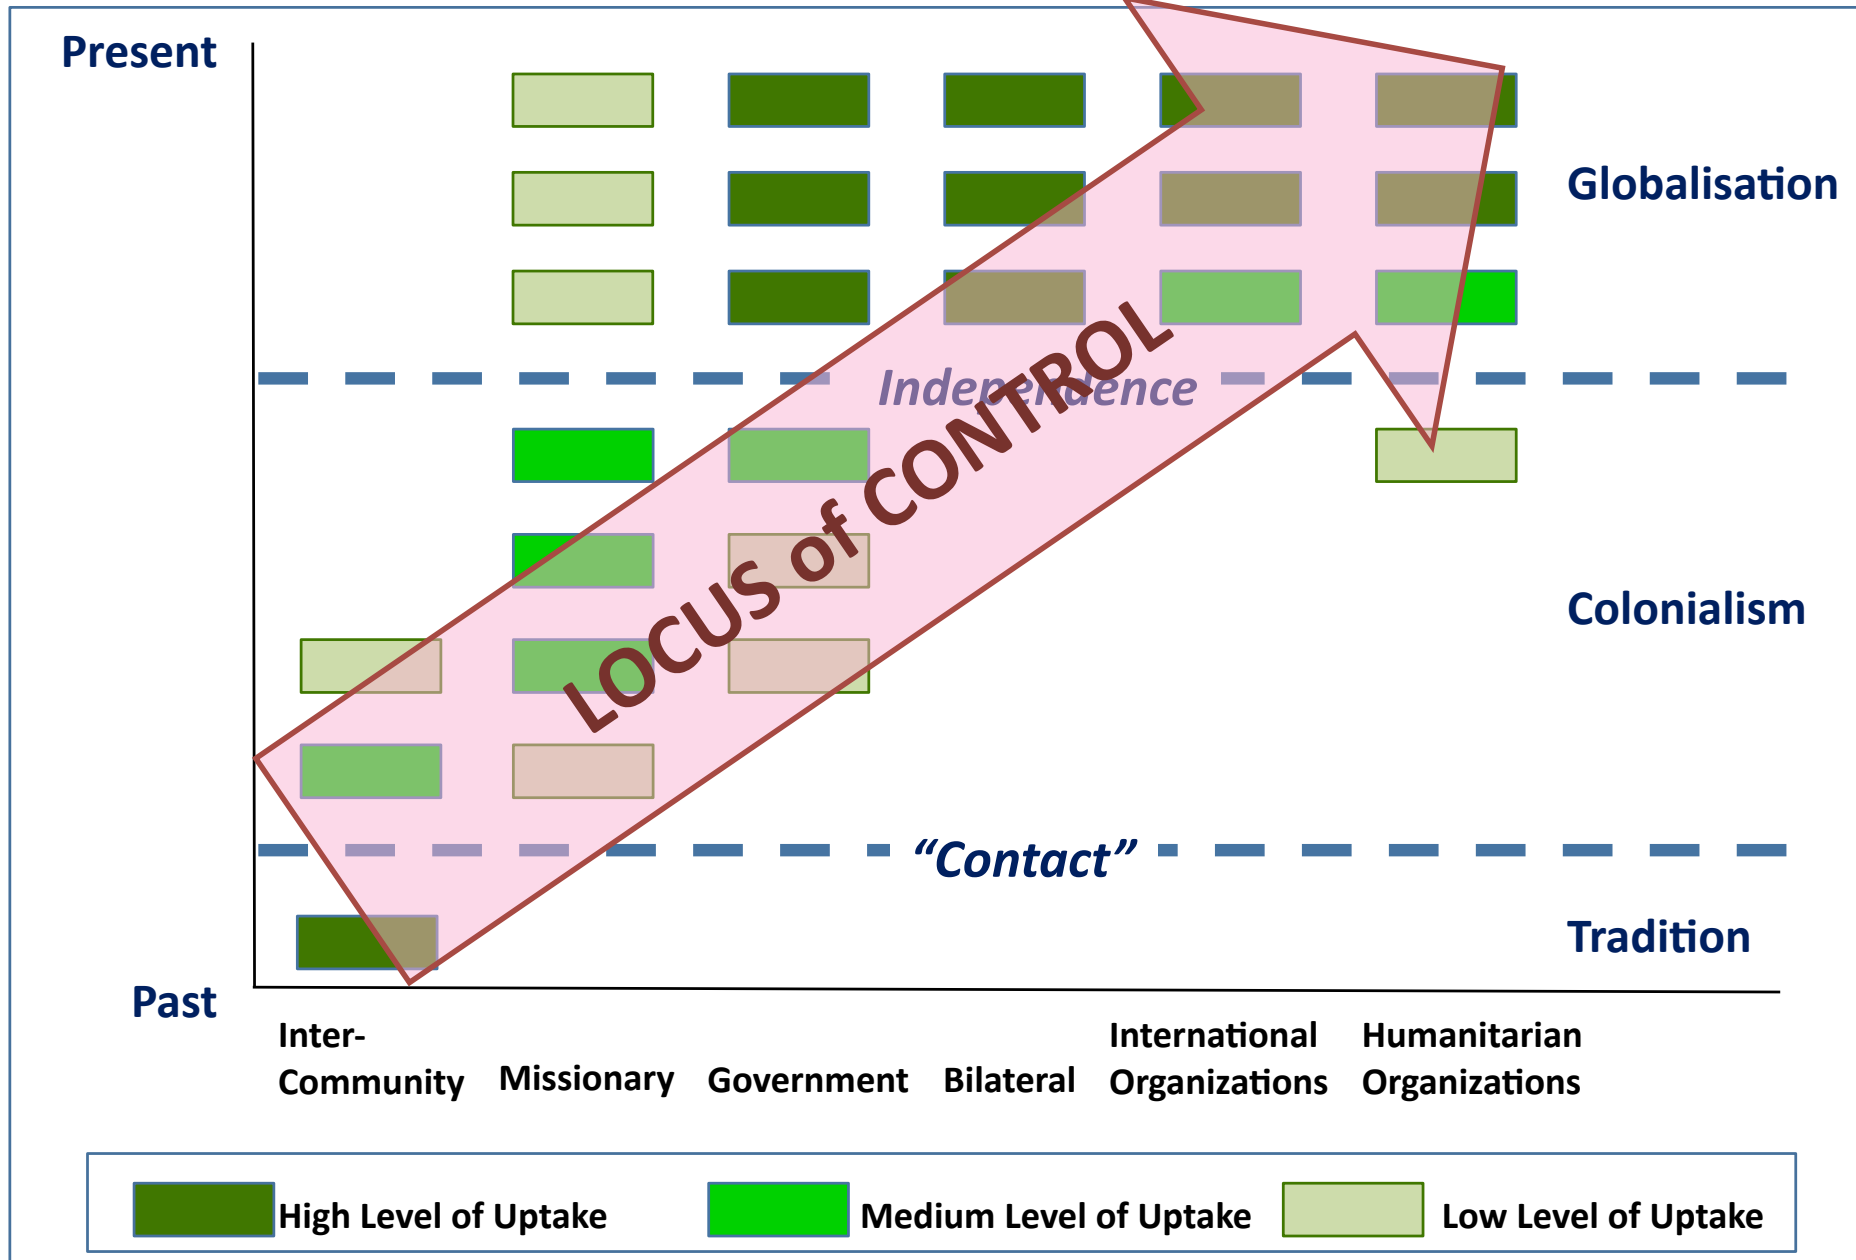 Present
Globalisation
Independence
LOCUS of CONTROL
Colonialism
“Contact”
Tradition
Past
Inter-
Community
Missionary
Government
Bilateral
International
Organizations
Humanitarian
Organizations
High Level of Uptake
Medium Level of Uptake
Low Level of Uptake